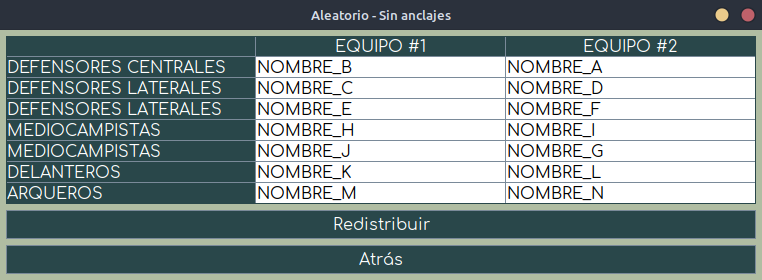 Aleatorio - Sin anclajes
EQUIPO #1 EQUIPO #2
DEFENSORES CENTRALES NOMBRE_B NOMBRE_A
DEFENSORES LATERALES NOMBRE_C NOMBRE_D
DEFENSORES LATERALES NOMBRE_E NOMBRE_F
MEDIOCAMPISTAS NOMBRE_H NOMBRE_I
MEDIOCAMPISTAS NOMBRE_J NOMBRE_G
DELANTEROS NOMBRE_K NOMBRE_L
ARQUEROS NOMBRE_M NOMBRE_N
Redistribuir
Atrás